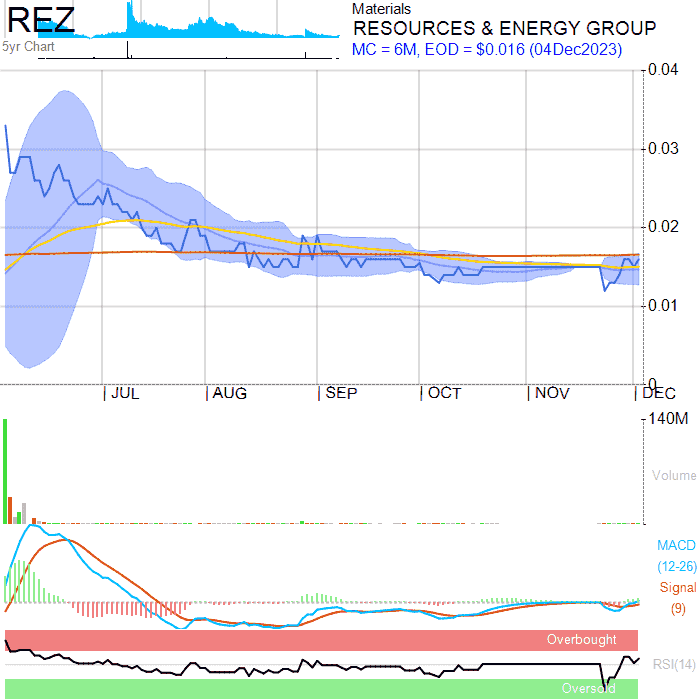 REZ
5yr Chart
Materials
RESOURCES & ENERGY GROUP
MC = 6M, EOD = $0.016 (04Dec2023)
0.04
0.03
0.02
0.01
0
JUL AUG SEP OCT NOV DEC
140M
Volume
MACD
(12-26)
Signal
(9)
Overbought
RSI(14)
Oversold